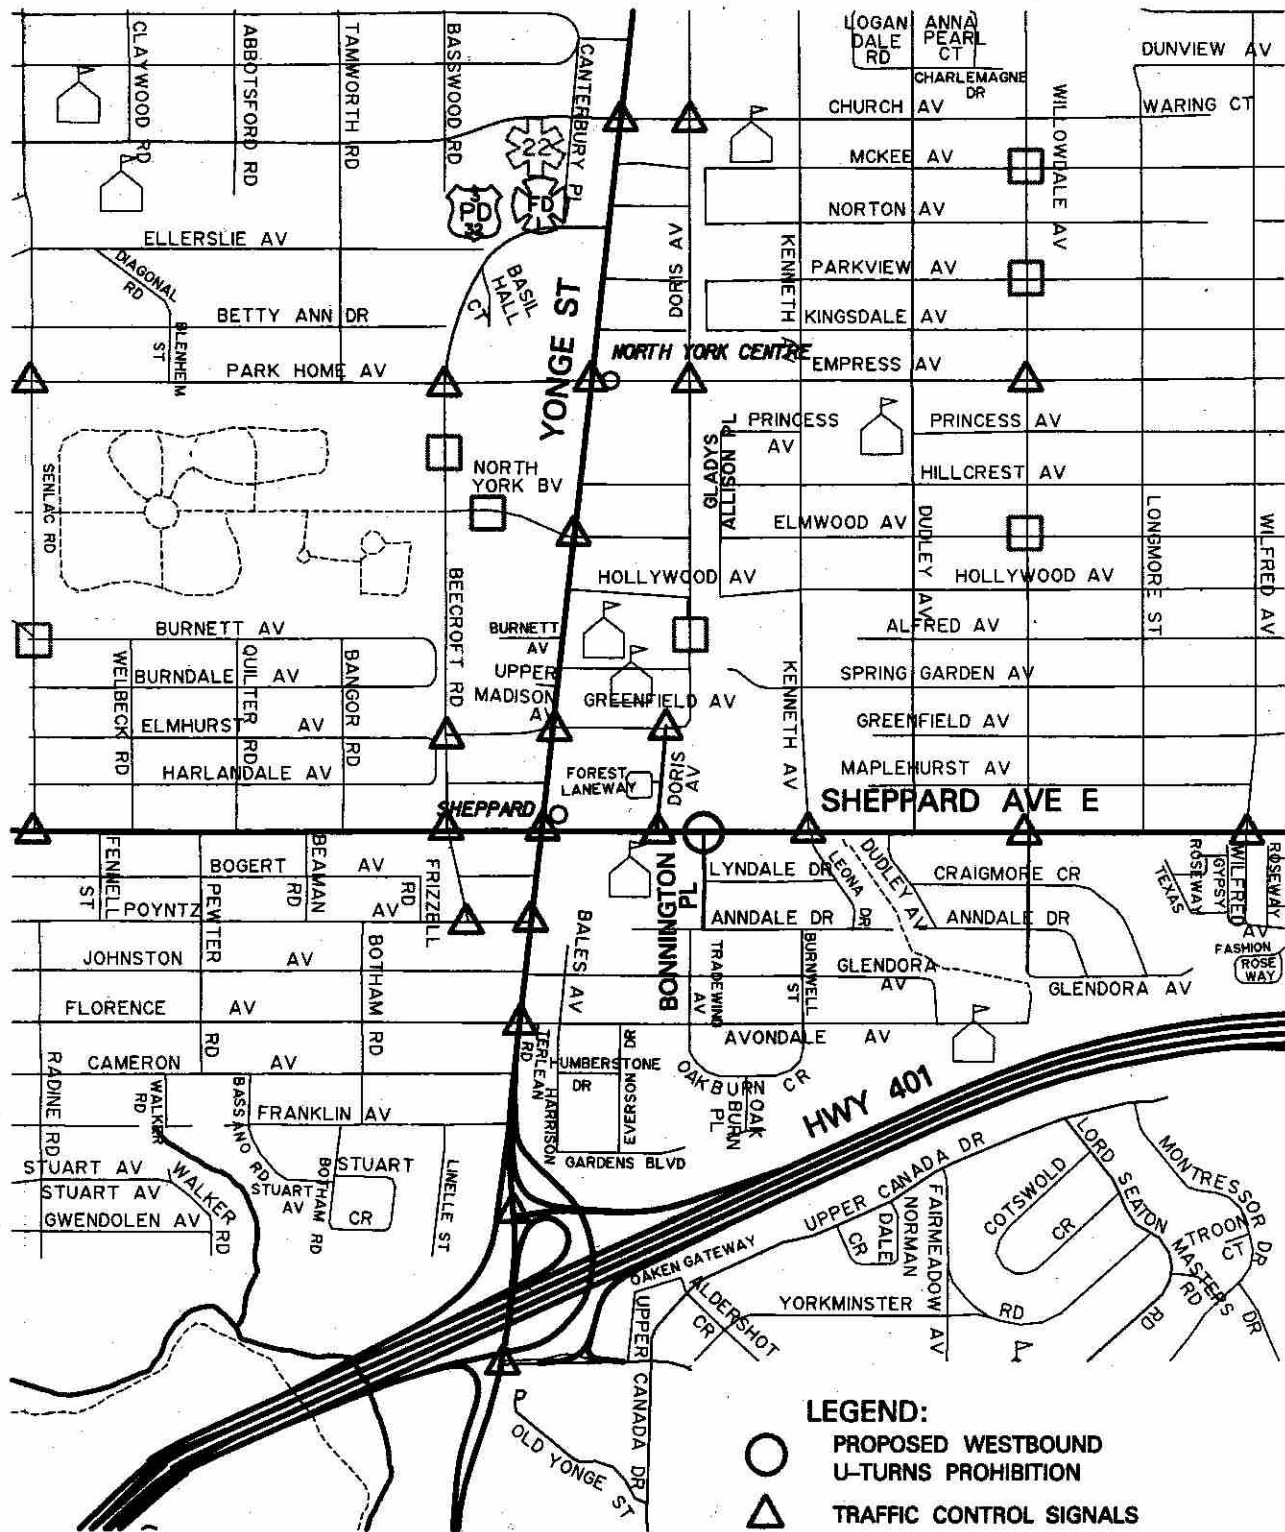 CLAYWOOD RD
ABBOTSFORD RD
TAMWORTH RD
BASSWOOD RD
CANTERBURY PL
LOGAN
DALE
RD
ANNA
PEARL
CT
DUNVIEW AV
CHARLEMAGNE
DR
CHURCH AV
WARING CT
WILLOWDALE AV
22
MCKEE AV
PD
32
FD
NORTON AV
ELLERSLIE AV
DORIS AV
KENNETH AV
DIAGONAL
RD
BASIL
HALL
CT
PARKVIEW AV
BETTY ANN DR
BLENHEIM
ST
YONGE ST
KINGSDALE AV
NORTH YORK CENTRE
PARK HOME AV
EMPRESS AV
PRINCESS
AV
PRINCESS AV
GLADYS
ALLISON PL
SENLAC RD
NORTH
YORK BV
HILLCREST AV
ELMWOOD AV
DUDLEY AV
LONGMORE ST
WILFRED AV
BEECROFT RD
HOLLYWOOD AV
HOLLYWOOD AV
BURNETT AV
BURNETT
AV
ALFRED AV
WELBECK RD
BURNDALE AV
QUILTER RD
BANGOR RD
UPPER
MADISON
AV
KENNETH AV
SPRING GARDEN AV
GREENFIELD AV
ELMHURST AV
GREENFIELD AV
HARLANDALE AV
FOREST
LANEWAY
DORIS
AV
MAPLEHURST AV
SHEPPARD
SHEPPARD AVE E
FENNELL
ST
BOGERT AV
BEAMAN
RD
FRIZZELL
RD
BONNINGTON
PL
LYNDALE DR
LEONA
DR
DUDLEY AV
CRAIGMORE CR
TEXAS
ROSEWAY
GYPSY
WILFRED
AV
ROSEWAY
POYNTZ AV
PEWTER
RD
ANNDALE DR
ANNDALE DR
FASHION
ROSE
WAY
JOHNSTON AV
BOTHAM RD
BALES AV
TRADEWIND
AV
BURNWELL
ST
GLENDORA
AV
GLENDORA AV
FLORENCE AV
AVONDALE AV
RADINE RD
CAMERON AV
TERLEAN
RD
HUMBERSTONE
DR
EVERSON
DR
OAKBURN CR
OAK
BURN
PL
HWY 401
WALKER
RD
BASSANO RD
FRANKLIN AV
HARRISON
GARDENS BLVD
STUART AV
STUART AV
GWENDOLEN AV
WALKER
RD
STUART
AV
BOTHAM RD
STUART
CR
LINELLE ST
UPPER CANADA DR
COTSWOLD
CR
LORD SEATON
RD
MONTRESSOR
DR
TROON
CT
MASTERS
RD
DR
NORMAN
DALE
CR
FAIRMEADOW AV
OAKEN GATEWAY
ALDERSHOT
CR
YORKMINSTER RD
UPPER CANADA DR
OLD YONGE ST
LEGEND:
PROPOSED WESTBOUND
U-TURNS PROHIBITION
TRAFFIC CONTROL SIGNALS